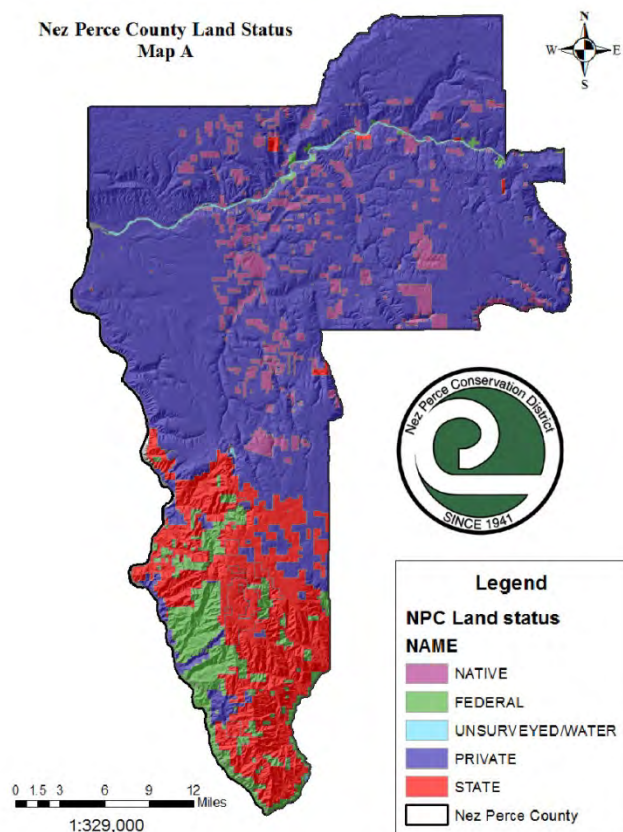 Nez Perce County Land Status
Map A
N
W E
S
Nez Perce Conservation District
SINCE 1941
Legend
NPC Land status
NAME
NATIVE
FEDERAL
UNSURVEYED/WATER
PRIVATE
STATE
Nez Perce County
0 1.5 3 6 9 12
Miles
1:329,000